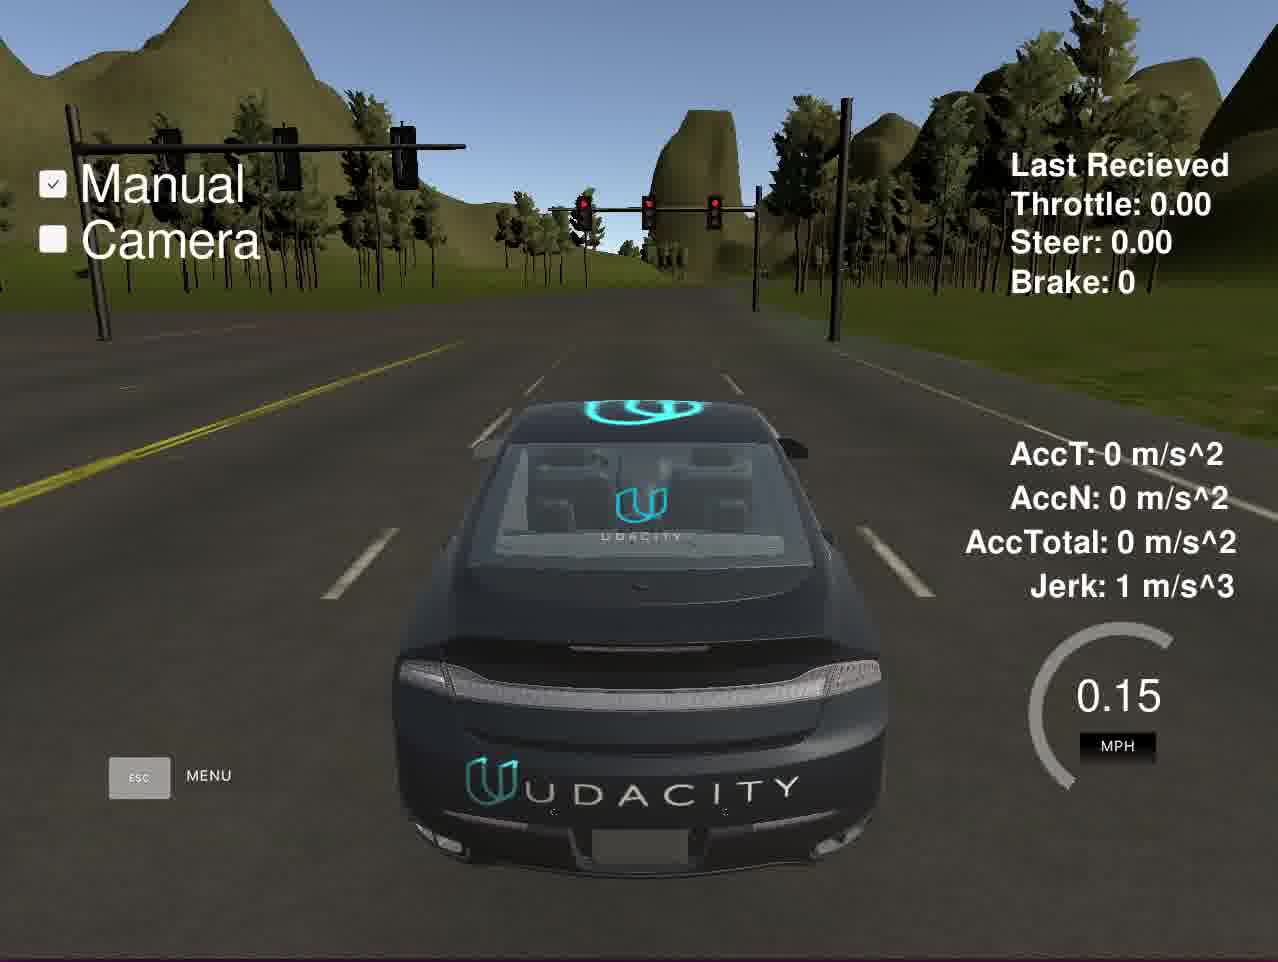 Manual
Camera
Last Recieved
Throttle: 0.00
Steer: 0.00
Brake: 0
AccT: 0 m/s^2
AccN: 0 m/s^2
AccTotal: 0 m/s^2
Jerk: 1 m/s^3
UDACITY
0.15
MPH
ESC
MENU
UDACITY